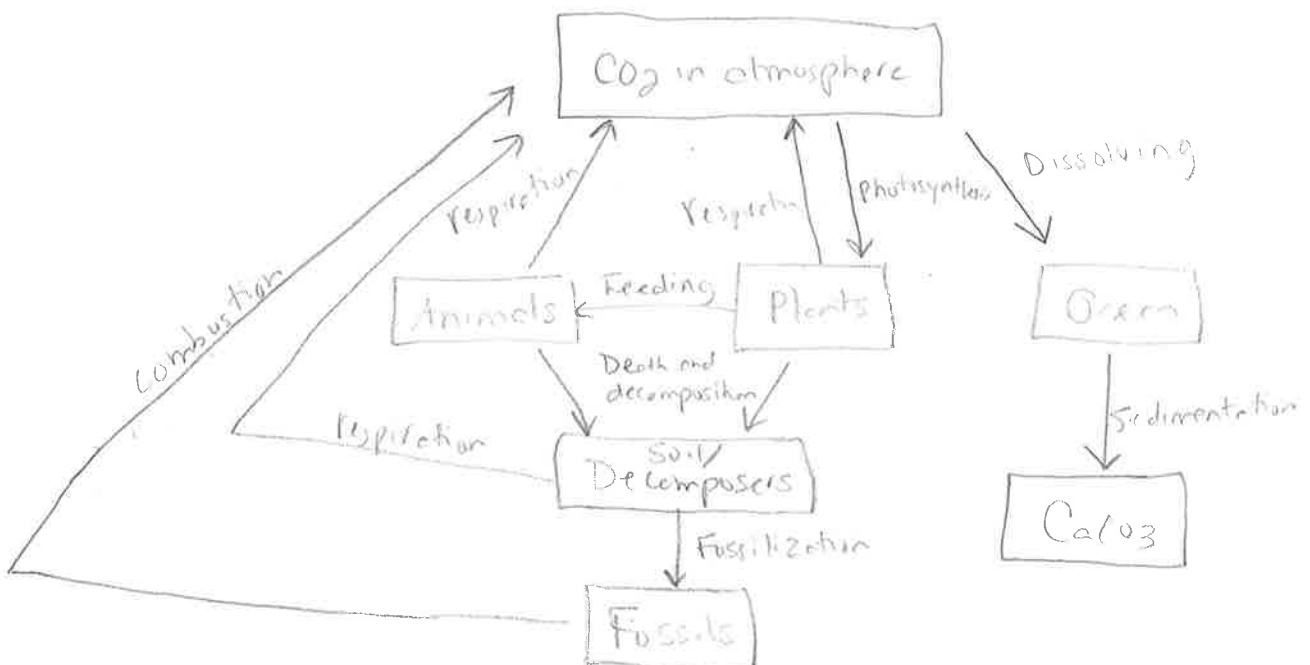 CO2 in atmosphere
Dissolving
respiration
respiratin
photosynthesis
Combustion
Animals
Feeding
Plants
Ocean
Death and
decomposition
respiration
Soil/
Decomposers
Sedimentation
CaCO3
Fossilization
Fossils